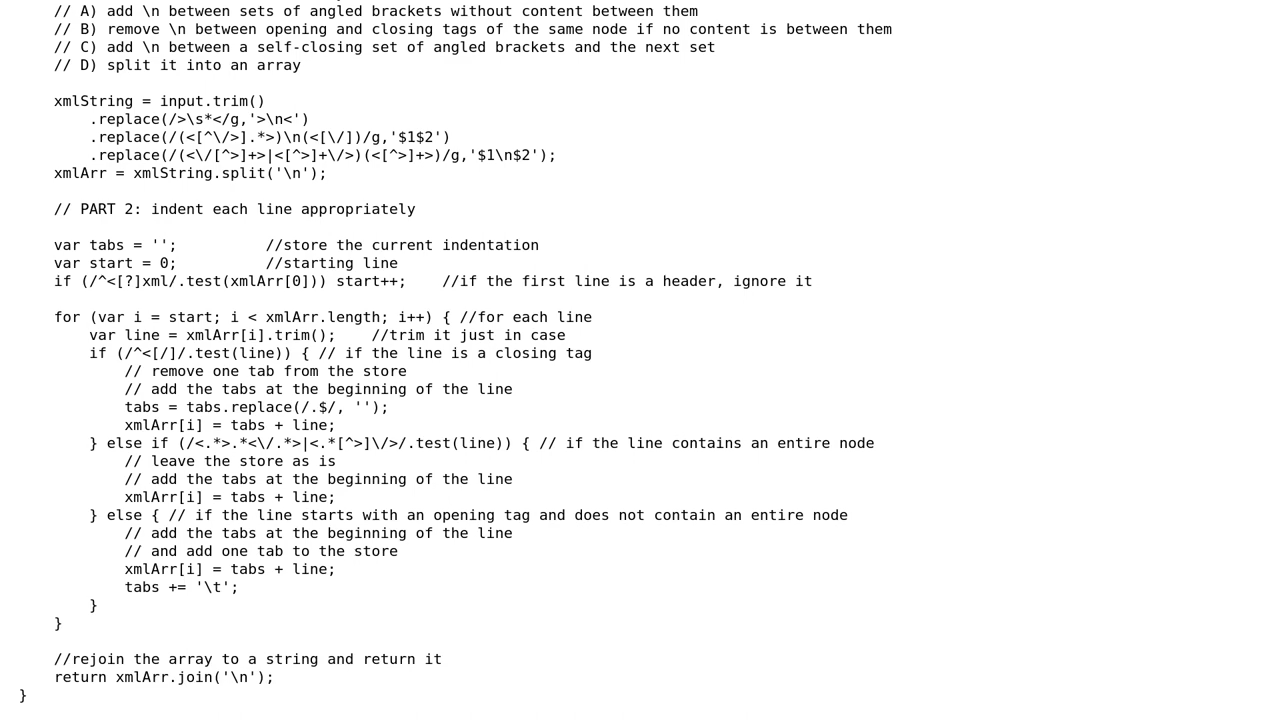 // A) add \n between sets of angled brackets without content between them
// B) remove \n between opening and closing tags of the same node if no content is between them
// C) add \n between a self-closing set of angled brackets and the next set
// D) split it into an array
xmlString = input.trim()
.replace(/>\s*</g,'>\n<')
.replace(/(<[^\/>].*>)\n(<[\/])/g,'$1$2')
.replace(/(<\/[^>]+>|<[^>]+\/>)(<[^>]+>)/g,'$1\n$2');
xmlArr = xmlString.split('\n');
// PART 2: indent each line appropriately
var tabs = '';          //store the current indentation
var start = 0;          //starting line
if (/^<[?]xml/.test(xmlArr[0])) start++;    //if the first line is a header, ignore it
for (var i = start; i < xmlArr.length; i++) { //for each line
var line = xmlArr[i].trim();    //trim it just in case
if (/^<[/]/.test(line)) { // if the line is a closing tag
// remove one tab from the store
// add the tabs at the beginning of the line
tabs = tabs.replace(/.$/, '');
xmlArr[i] = tabs + line;
} else if (/<.*>.*<\/.*>|<.*[^>]\/>/.test(line)) { // if the line contains an entire node
// leave the store as is
// add the tabs at the beginning of the line
xmlArr[i] = tabs + line;
} else { // if the line starts with an opening tag and does not contain an entire node
// add the tabs at the beginning of the line
// and add one tab to the store
xmlArr[i] = tabs + line;
tabs += '\t';
}
}
//rejoin the array to a string and return it
return xmlArr.join('\n');
}